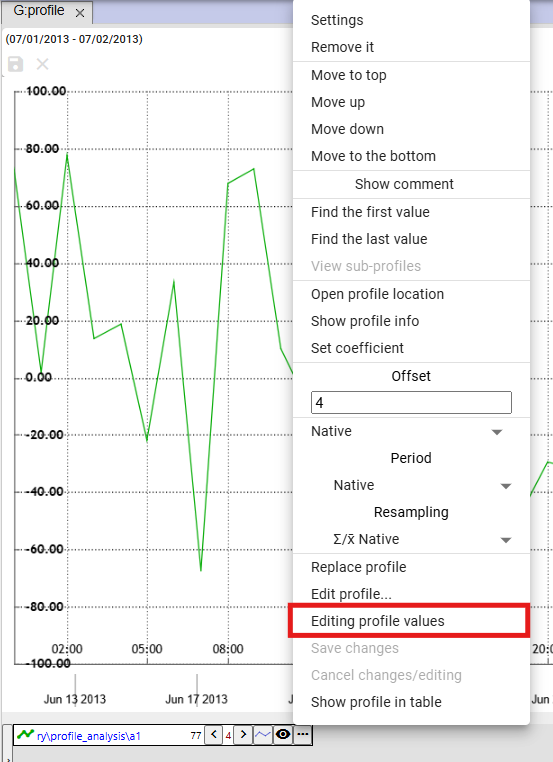 G:profile
(07/01/2013 - 07/02/2013)
100.00
80.00
60.00
40.00
20.00
0.00
-20.00
-40.00
-60.00
-80.00
-100.00
02:00 05:00 08:00
Jun 13 2013 Jun 17 2013
Settings
Remove it
Move to top
Move up
Move down
Move to the bottom
Show comment
Find the first value
Find the last value
View sub-profiles
Open profile location
Show profile info
Set coefficient
Offset
4
Native
Period
Native
Resampling
Σ/x̄ Native
Replace profile
Edit profile...
Editing profile values
Save changes
Cancel changes/editing
Show profile in table
ry\profile_analysis\a1 77 4